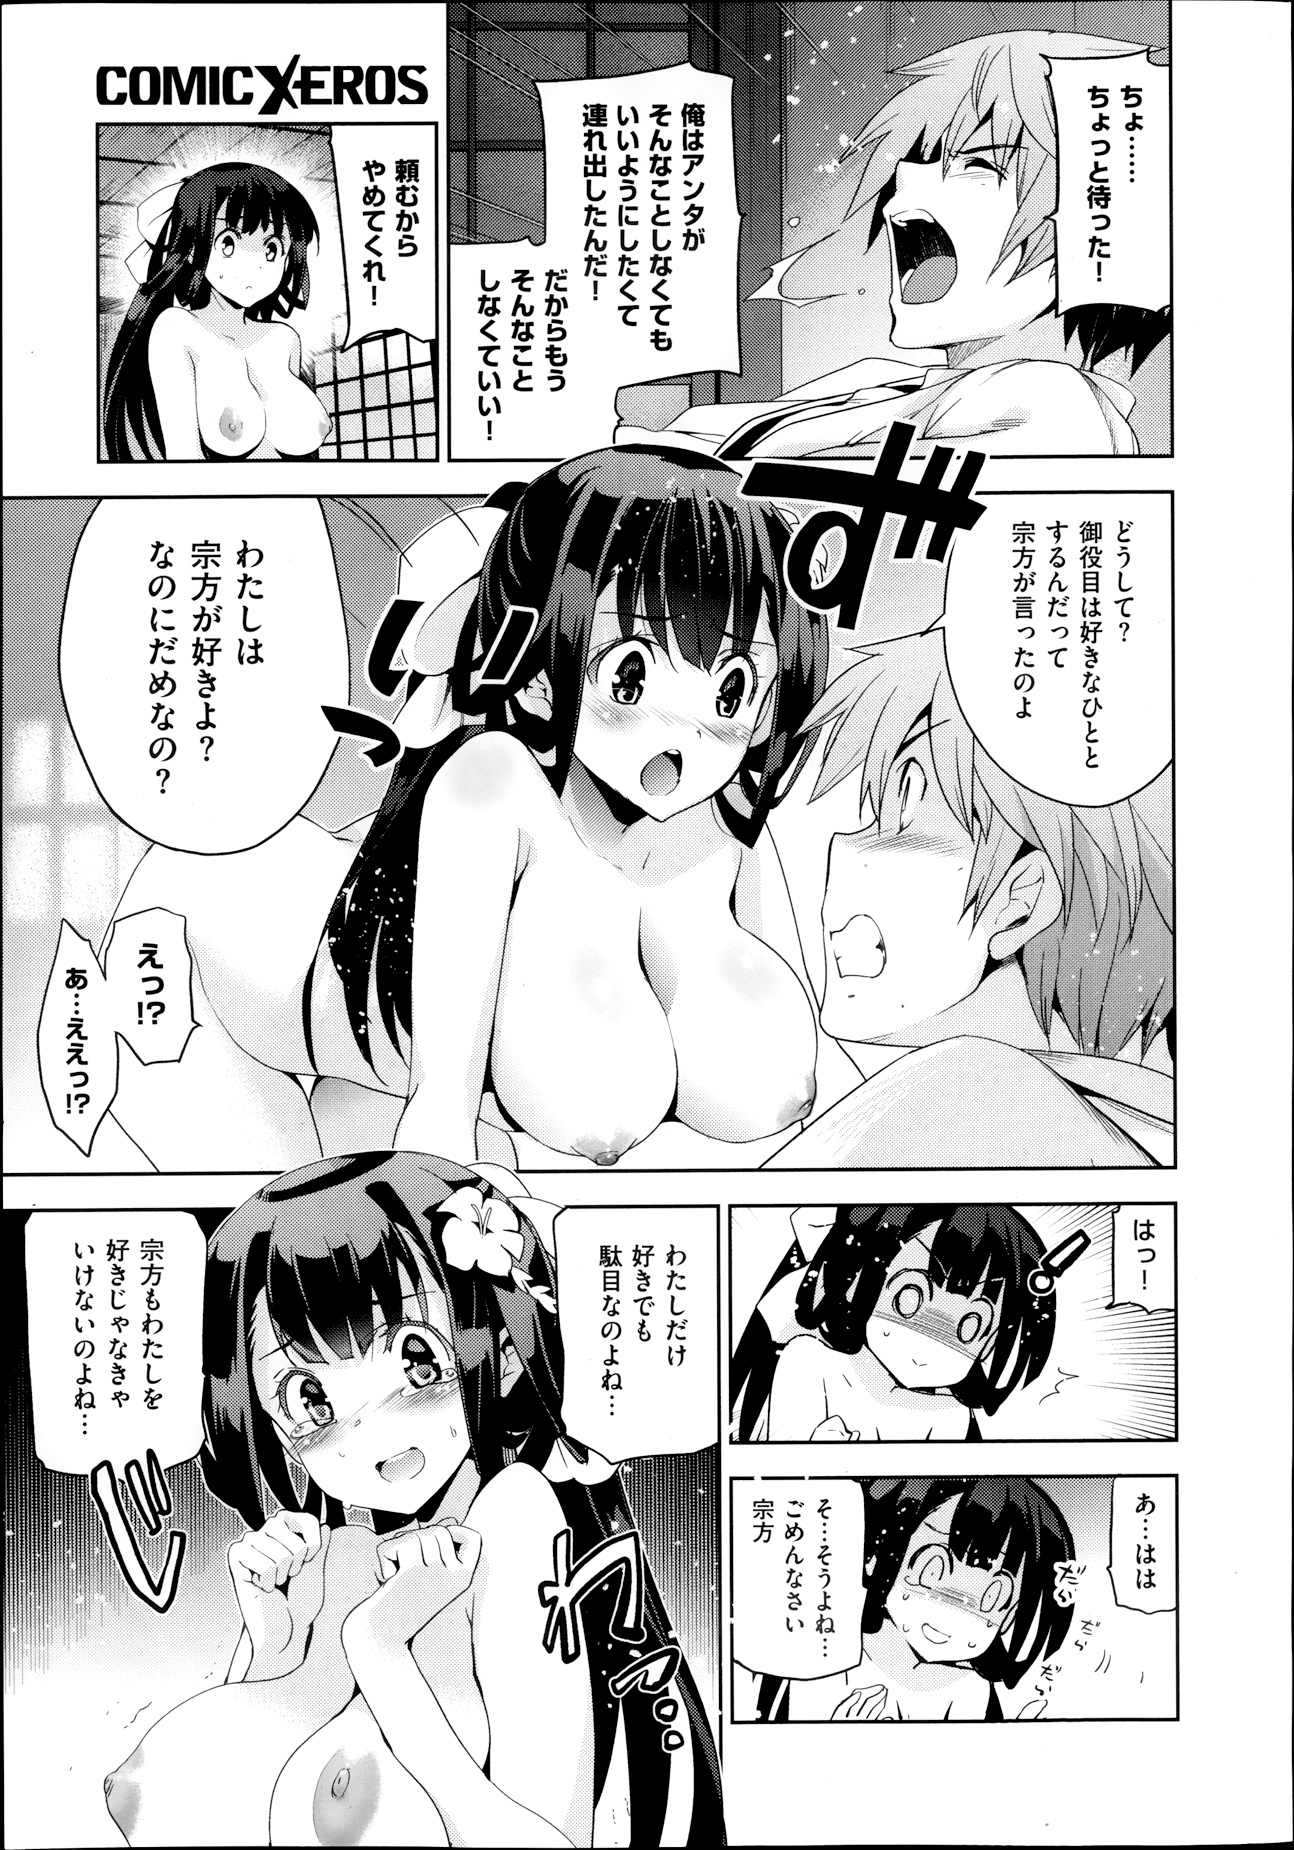 COMIC XEROS
ちょ……
ちょっと待った！
俺はアンタが
そんなことしなくても
いいようにしたくて
連れ出したんだ！
だからもう
そんなこと
しなくていい！
頼むから
やめてくれ！
どうして？
御役目は好きなひとと
するんだって
宗方が言ったのよ
ずいっ
わたしは
宗方が好きよ？
なのにだめなの？
えっ!?
あ…ええっ!?
はっ！
あ…はは
そ…そうよね…
ごめんなさい
宗方
だらだらだら
わたしだけ
好きでも
駄目なのよね…
宗方もわたしを
好きじゃなきゃ
いけないのよね…
じわ…